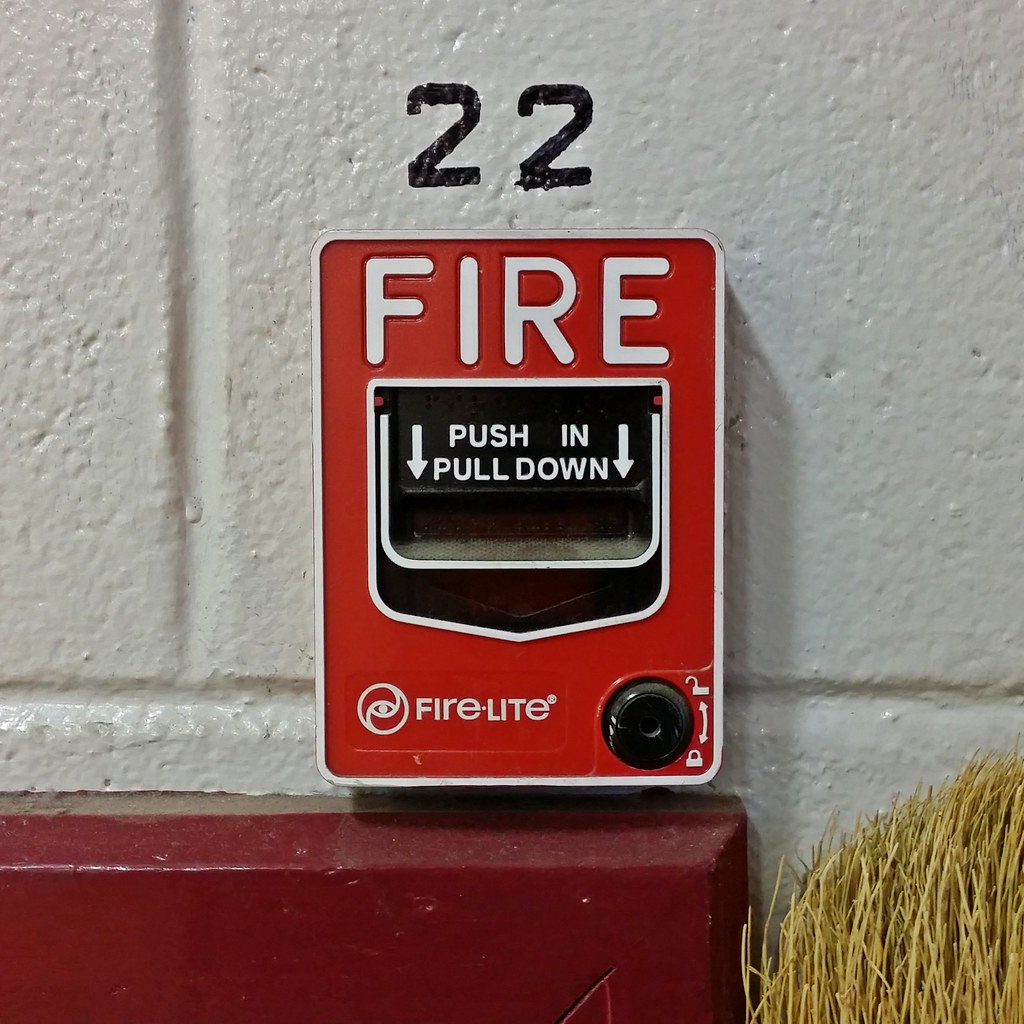 22
FIRE
PUSH IN
PULL DOWN
FIRE·LITE®